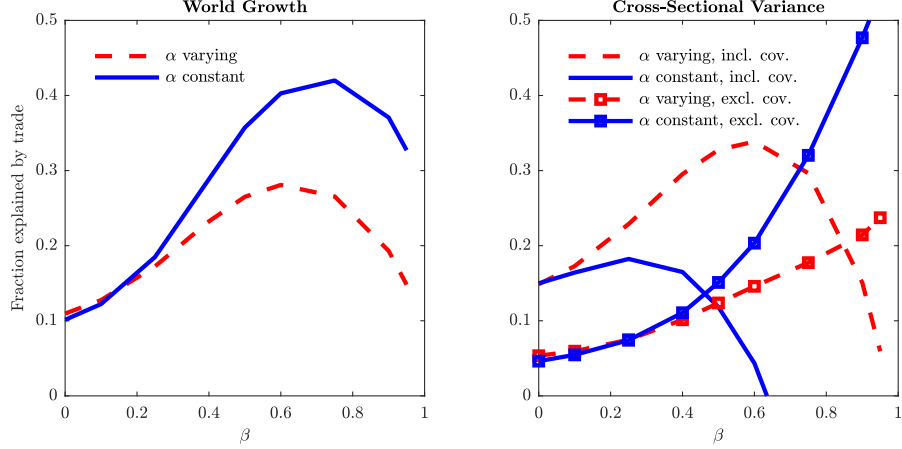 World Growth
Fraction explained by trade
0.5
0.4
0.3
0.2
0.1
0
α varying
α constant
0 0.2 0.4 0.6 0.8 1
β
Cross-Sectional Variance
0.5
0.4
0.3
0.2
0.1
0
α varying, incl. cov.
α constant, incl. cov.
α varying, excl. cov.
α constant, excl. cov.
0 0.2 0.4 0.6 0.8 1
β